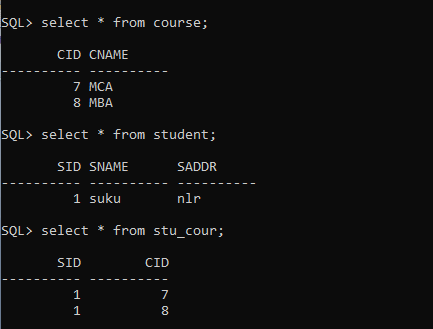 SQL> select * from course;
CID CNAME
---------- ----------
7 MCA
8 MBA
SQL> select * from student;
SID SNAME SADDR
---------- ---------- ----------
1 suku nlr
SQL> select * from stu_cour;
SID CID
---------- ----------
1 7
1 8